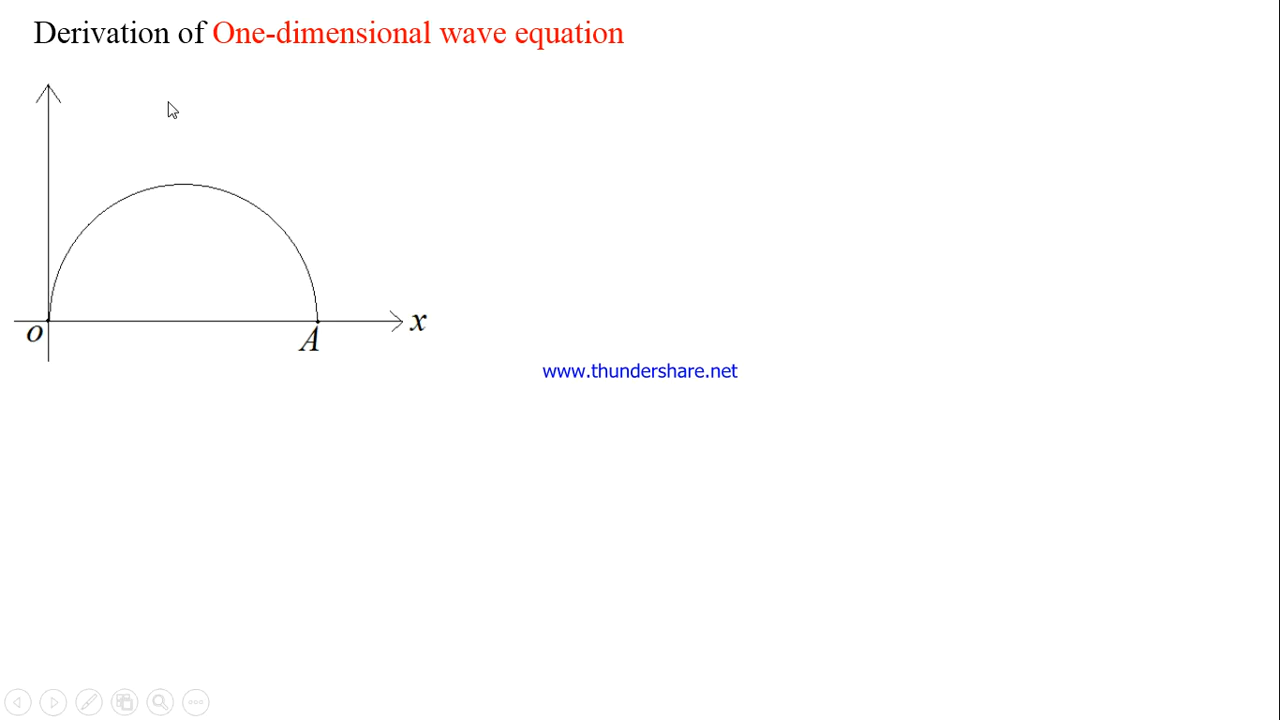 Derivation of One-dimensional wave equation
x
o
A
www.thundershare.net